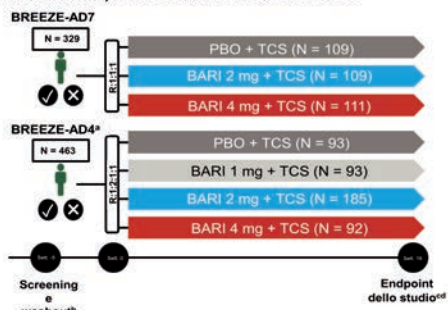 BREEZE-AD7
N = 329
R:1:1:1
PBO + TCS (N = 109)
BARI 2 mg + TCS (N = 109)
BARI 4 mg + TCS (N = 111)
BREEZE-AD4ª
N = 463
R:1:2:1:1
PBO + TCS (N = 93)
BARI 1 mg + TCS (N = 93)
BARI 2 mg + TCS (N = 185)
BARI 4 mg + TCS (N = 92)
Screening
e
Endpoint
dello studioᶜᵈ